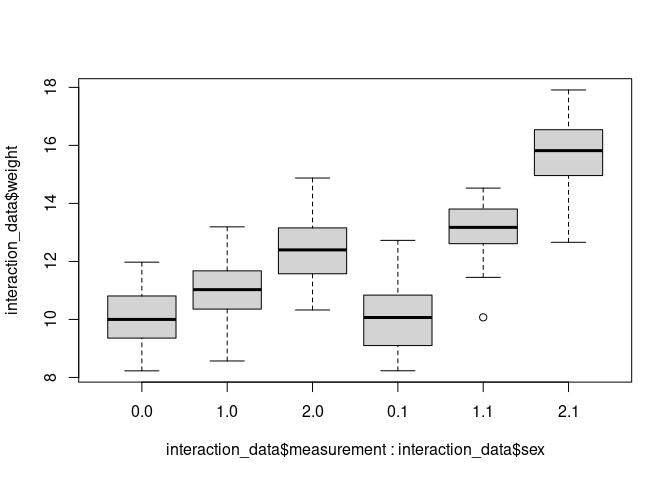 interaction_data$weight
18
16
14
12
10
8
0.0 1.0 2.0 0.1 1.1 2.1
interaction_data$measurement : interaction_data$sex